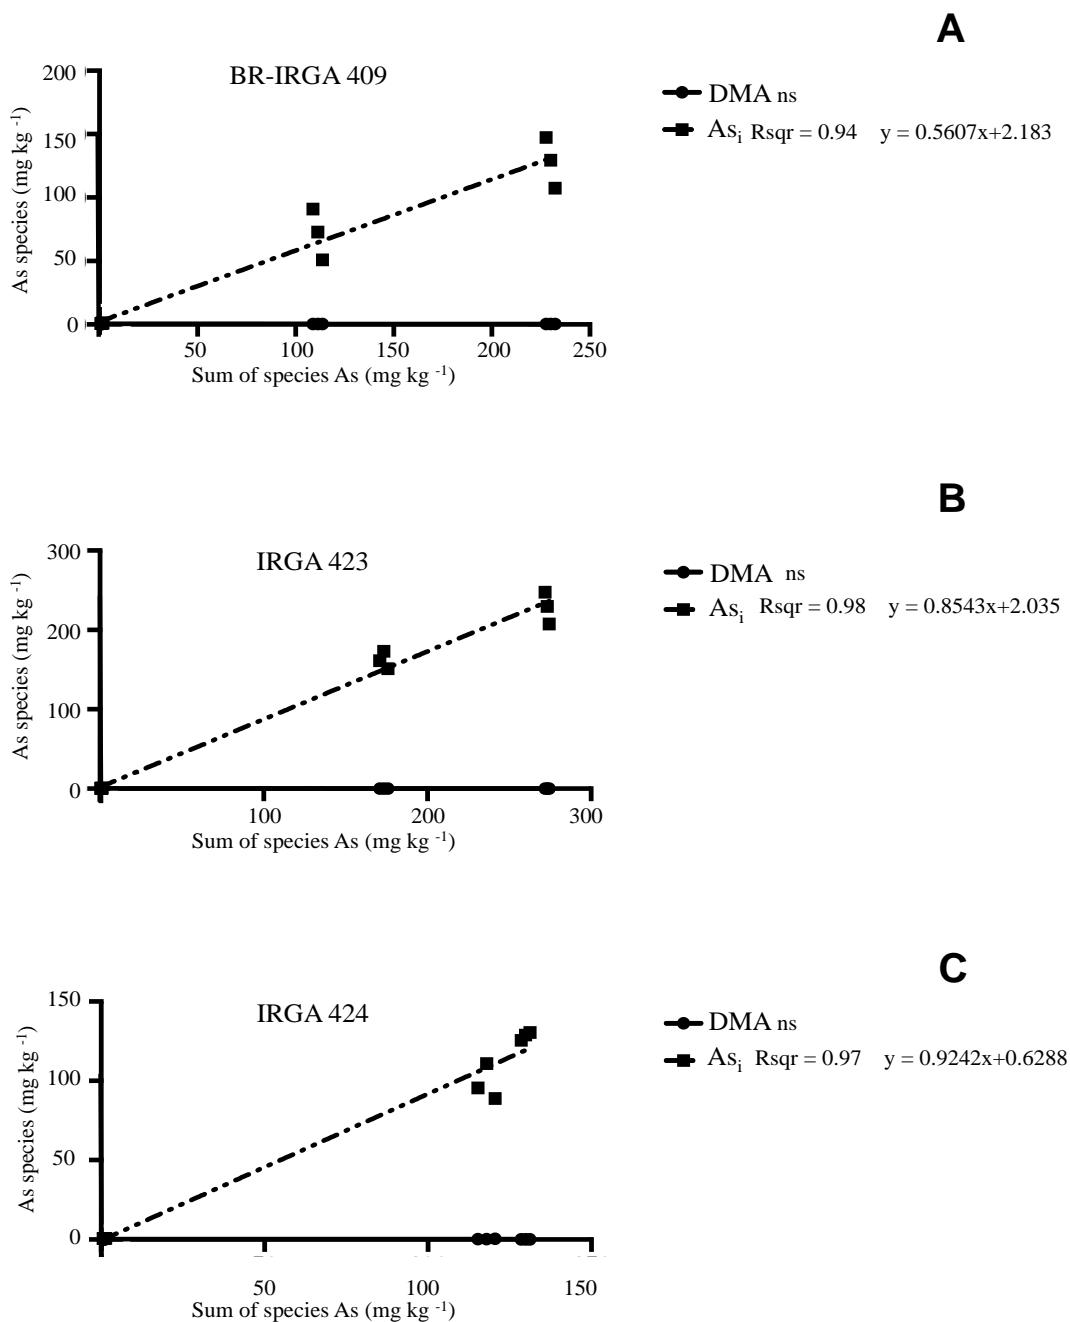 A
BR-IRGA 409
DMA ns
Asi Rsqr = 0.94 y = 0.5607x+2.183
As species (mg kg -1)
200
150
100
50
0
50 100 150 200 250
Sum of species As (mg kg -1)
B
IRGA 423
DMA ns
Asi Rsqr = 0.98 y = 0.8543x+2.035
As species (mg kg -1)
300
200
100
0
100 200 300
Sum of species As (mg kg -1)
C
IRGA 424
DMA ns
Asi Rsqr = 0.97 y = 0.9242x+0.6288
As species (mg kg -1)
150
100
50
0
50 100 150
Sum of species As (mg kg -1)